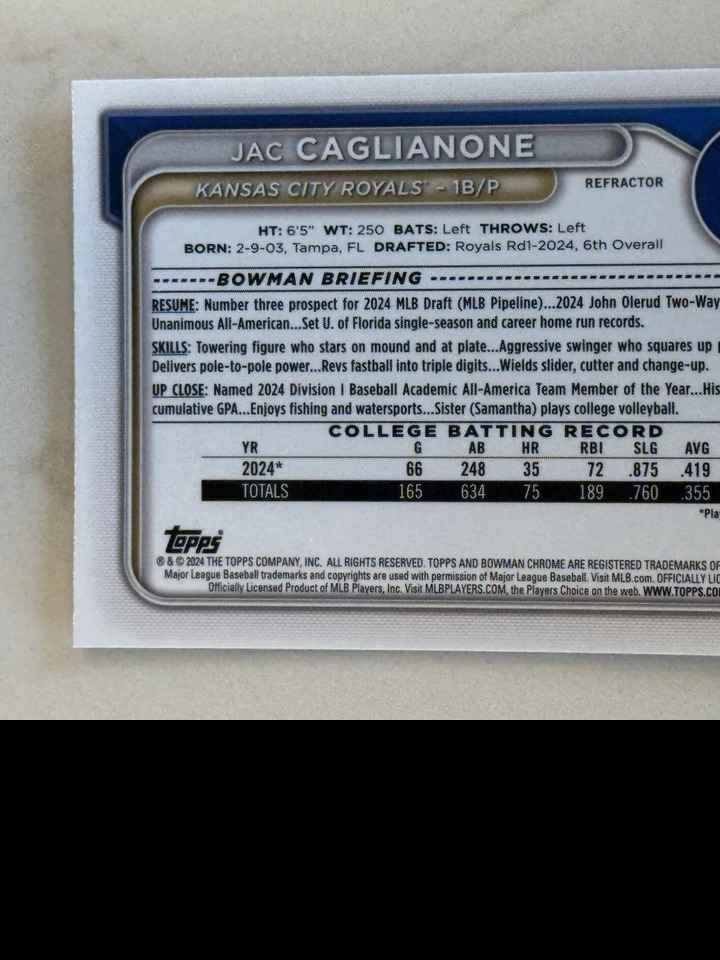 JAC CAGLIANONE
KANSAS CITY ROYALS™ – 1B/P
REFRACTOR
HT: 6'5" WT: 250 BATS: Left THROWS: Left
BORN: 2-9-03, Tampa, FL DRAFTED: Royals Rd1-2024, 6th Overall
BOWMAN BRIEFING
RESUME: Number three prospect for 2024 MLB Draft (MLB Pipeline)...2024 John Olerud Two-Way
Unanimous All-American...Set U. of Florida single-season and career home run records.
SKILLS: Towering figure who stars on mound and at plate...Aggressive swinger who squares up
Delivers pole-to-pole power...Revs fastball into triple digits...Wields slider, cutter and change-up.
UP CLOSE: Named 2024 Division I Baseball Academic All-America Team Member of the Year...His
cumulative GPA...Enjoys fishing and watersports...Sister (Samantha) plays college volleyball.
COLLEGE BATTING RECORD
YR G AB HR RBI SLG AVG
2024* 66 248 35 72 .875 .419
TOTALS 165 634 75 189 .760 .355
*Pla
Topps®
® & © 2024 THE TOPPS COMPANY, INC. ALL RIGHTS RESERVED. TOPPS AND BOWMAN CHROME ARE REGISTERED TRADEMARKS OF
Major League Baseball trademarks and copyrights are used with permission of Major League Baseball. Visit MLB.com. OFFICIALLY LIC
Officially Licensed Product of MLB Players, Inc. Visit MLBPLAYERS.COM, the Players Choice on the web. WWW.TOPPS.CO